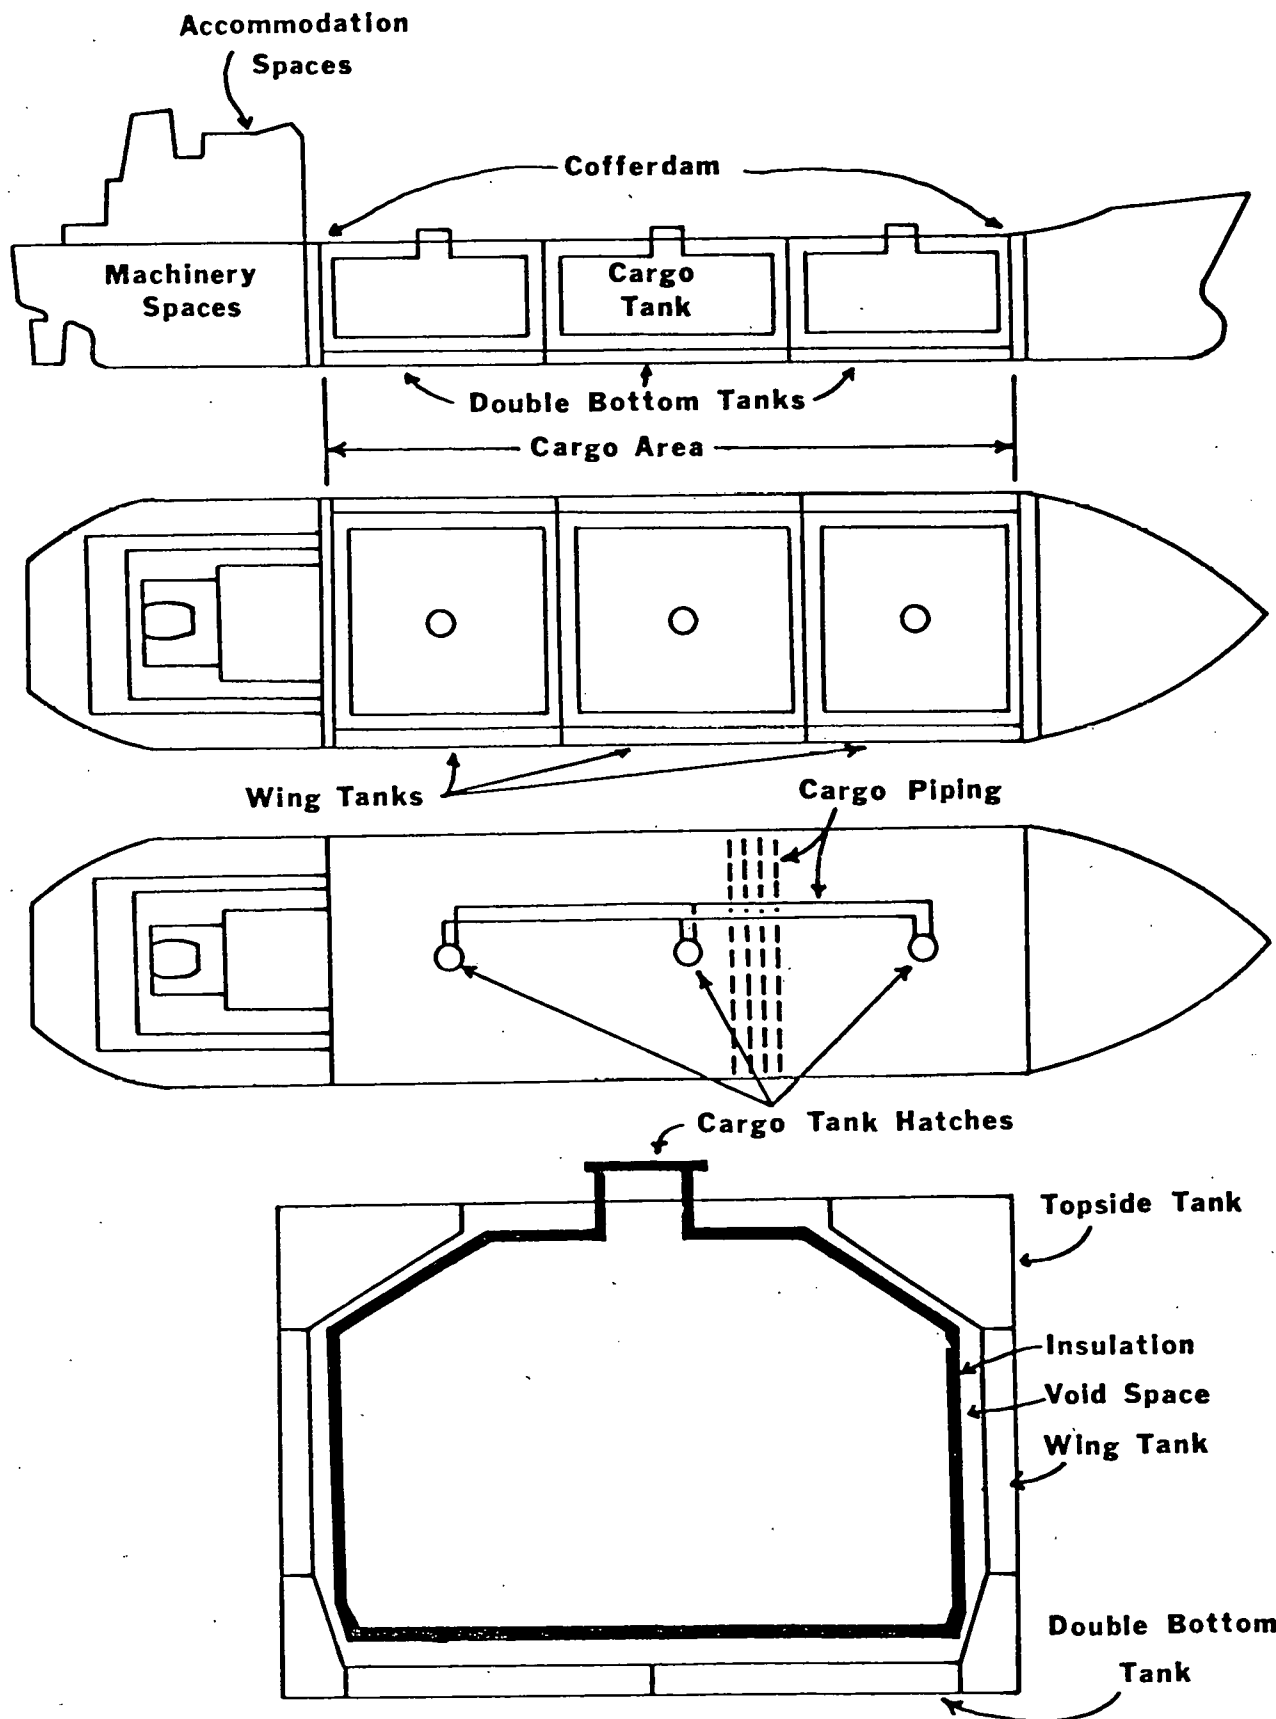 Accommodation
Spaces
Cofferdam
Machinery
Spaces
Cargo
Tank
Double Bottom Tanks
Cargo Area
Wing Tanks
Cargo Piping
Cargo Tank Hatches
Topside Tank
Insulation
Void Space
Wing Tank
Double Bottom
Tank